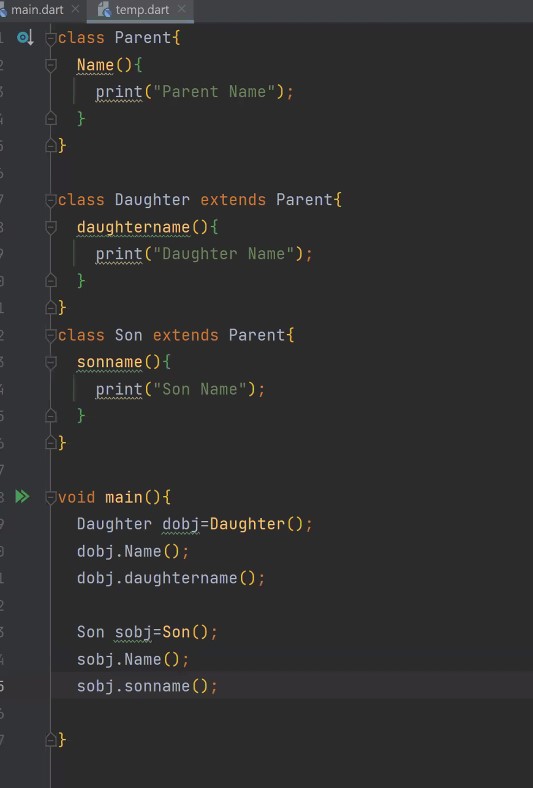 main.dart temp.dart
class Parent{
Name(){
print("Parent Name");
}
}
class Daughter extends Parent{
daughtername(){
print("Daughter Name");
}
}
class Son extends Parent{
sonname(){
print("Son Name");
}
}
void main(){
Daughter dobj=Daughter();
dobj.Name();
dobj.daughtername();
Son sobj=Son();
sobj.Name();
sobj.sonname();
}